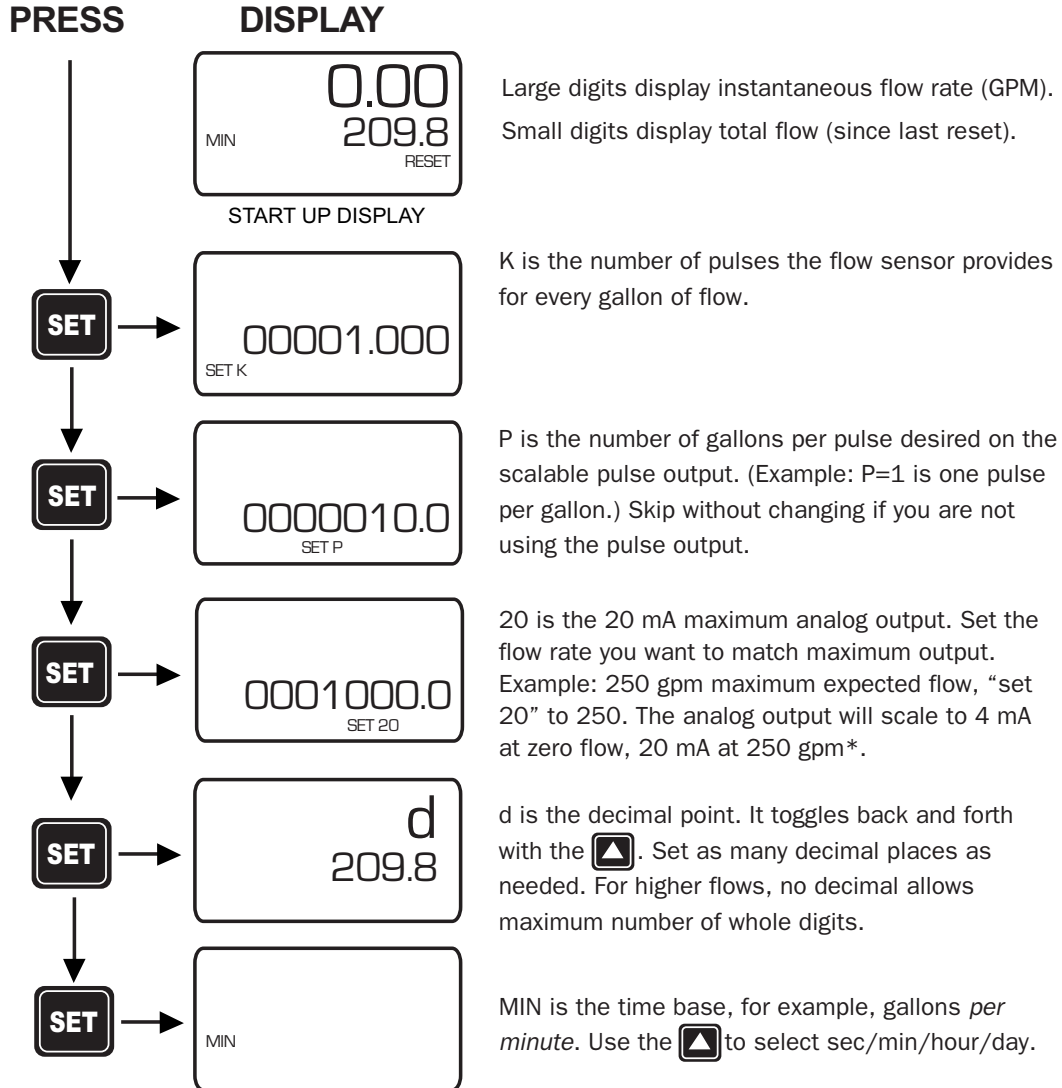 PRESS DISPLAY
0.00
MIN 209.8
RESET
START UP DISPLAY
Large digits display instantaneous flow rate (GPM).
Small digits display total flow (since last reset).
SET
00001.000
SET K
K is the number of pulses the flow sensor provides
for every gallon of flow.
SET
0000010.0
SET P
P is the number of gallons per pulse desired on the
scalable pulse output. (Example: P=1 is one pulse
per gallon.) Skip without changing if you are not
using the pulse output.
SET
0001000.0
SET 20
20 is the 20 mA maximum analog output. Set the
flow rate you want to match maximum output.
Example: 250 gpm maximum expected flow, “set
20” to 250. The analog output will scale to 4 mA
at zero flow, 20 mA at 250 gpm*.
SET
d
209.8
d is the decimal point. It toggles back and forth
with the . Set as many decimal places as
needed. For higher flows, no decimal allows
maximum number of whole digits.
SET
MIN
MIN is the time base, for example, gallons per
minute. Use the to select sec/min/hour/day.